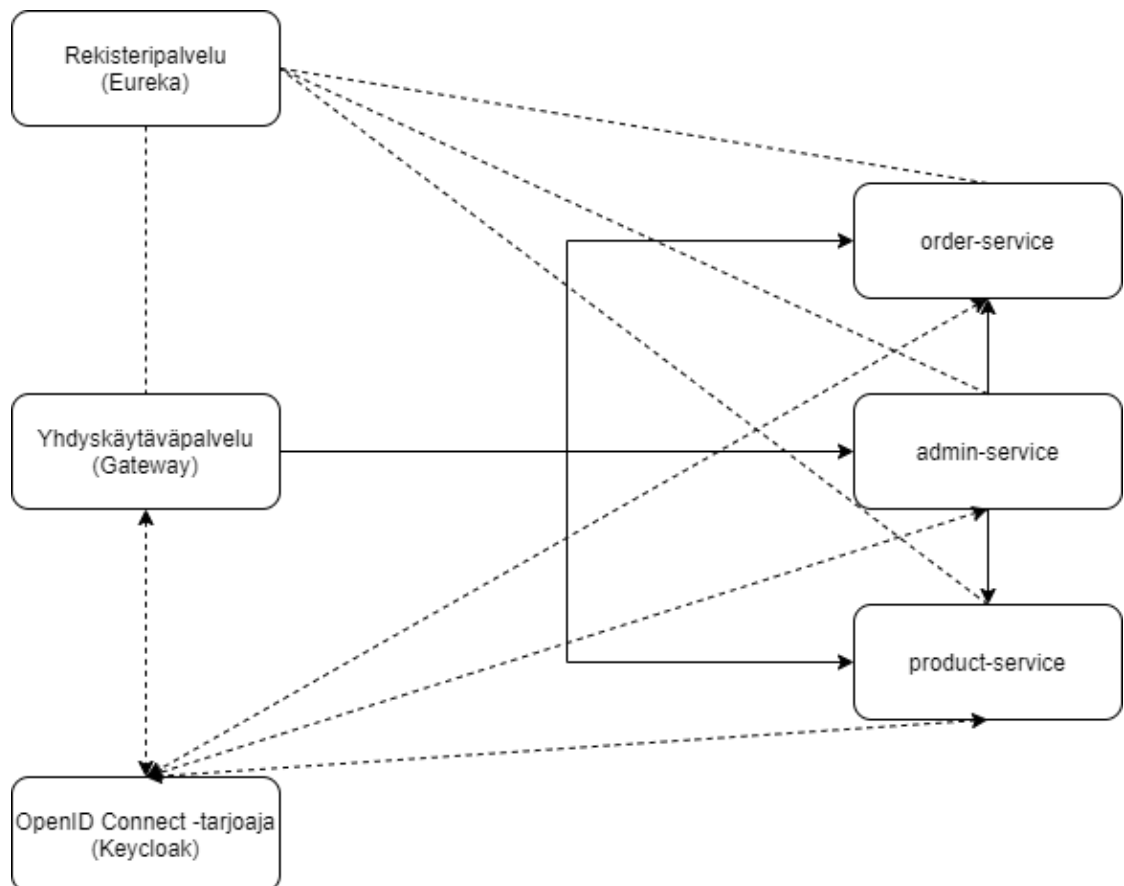 Rekisteripalvelu
(Eureka)
order-service
Yhdyskäytäväpalvelu
(Gateway)
admin-service
product-service
OpenID Connect -tarjoaja
(Keycloak)